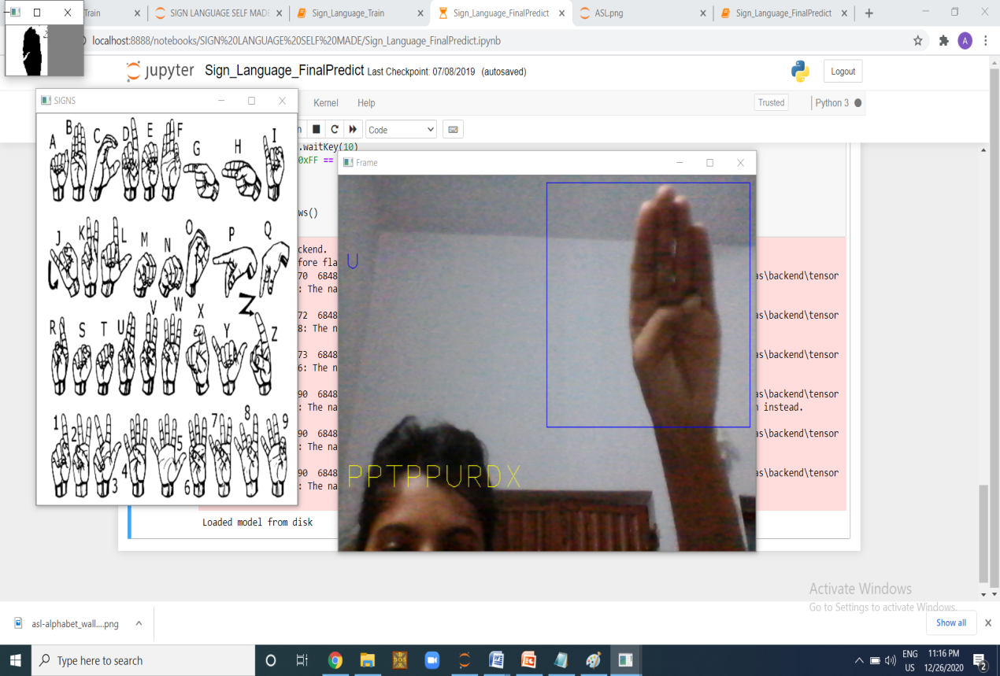 Train
SIGN LANGUAGE SELF MADE
Sign_Language_Train
Sign_Language_FinalPredict
ASL.png
Sign_Language_FinalPredict
localhost:8888/notebooks/SIGN%20LANGUAGE%20SELF%20MADE/Sign_Language_FinalPredict.ipynb
A
jupyter Sign_Language_FinalPredict Last Checkpoint: 07/08/2019 (autosaved)
Logout
Kernel Help
Trusted
Python 3
Code
SIGNS
A B C D E F G H I
J K L M N O P Q
R S T U V W X Y Z
Z
1 2 3 4 5 6 7 8 9
.waitKey(10)
0xFF ==
ws()
Frame
U
PPTPPURDX
ckend.
fore fla
70 6848 as\backend\tensor
: The na
72 6848 as\backend\tensor
8: The n
73 6848 as\backend\tensor
6: The n
90 6848 as\backend\tensor
: The na n instead.
90 6848 as\backend\tensor
: The na
90 6848 as\backend\tensor
: The na
Loaded model from disk
Activate Windows
Go to Settings to activate Windows.
asl-alphabet_wall....png
Show all
Type here to search
ENG
US
11:16 PM
12/26/2020
2